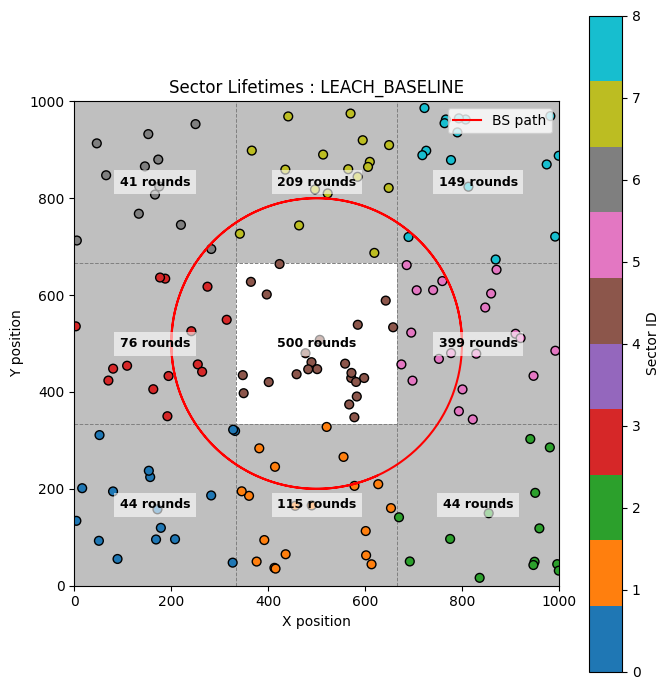 Sector Lifetimes : LEACH_BASELINE
BS path
41 rounds
209 rounds
149 rounds
76 rounds
500 rounds
399 rounds
44 rounds
115 rounds
44 rounds
1000
800
600
400
200
0
Y position
0
200
400
600
800
1000
X position
8
7
6
5
4
3
2
1
0
Sector ID